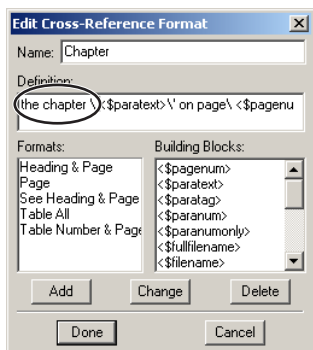 Edit Cross-Reference Format
Name: Chapter
Definition:
the chapter \`<$paratext>\' on page\ <$pagenu
Formats:
Heading & Page
Page
See Heading & Page
Table All
Table Number & Page
Building Blocks:
<$pagenum>
<$paratext>
<$paratag>
<$paranum>
<$paranumonly>
<$fullfilename>
<$filename>
Add Change Delete
Done Cancel